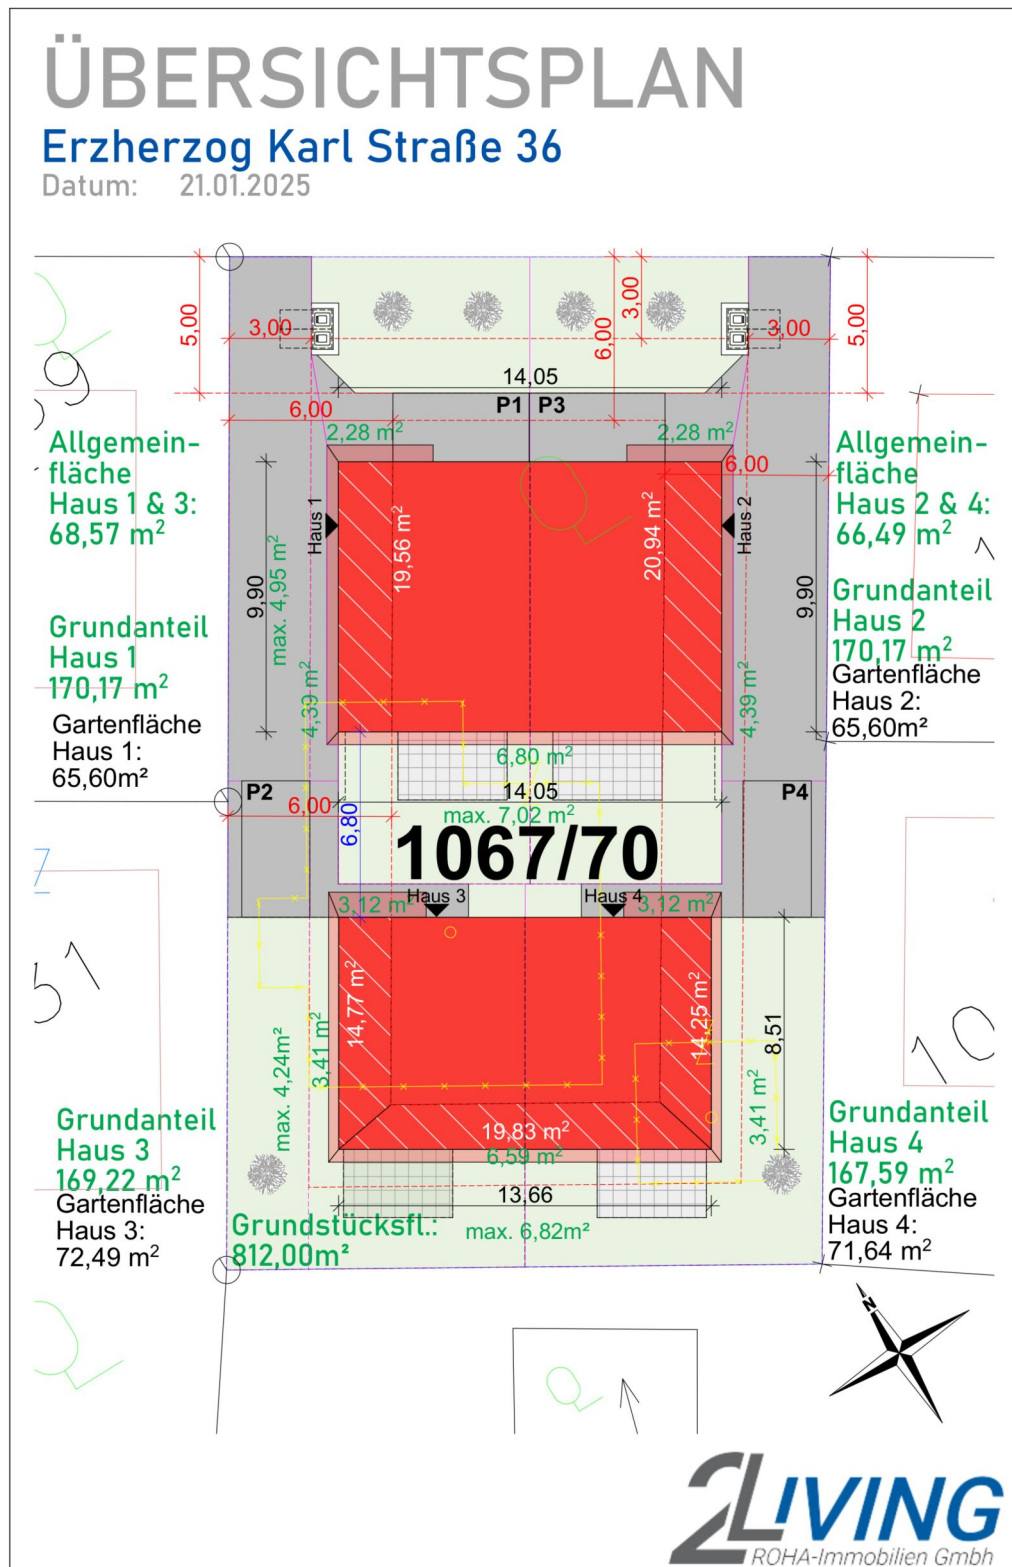 ÜBERSICHTSPLAN
Erzherzog Karl Straße 36
Datum: 21.01.2025
5,00
3,00
6,00
3,00
3,00
5,00
14,05
P1 P3
6,00
2,28 m²
2,28 m²
6,00
Allgemein-
fläche
Haus 1 & 3:
68,57 m²
Allgemein-
fläche
Haus 2 & 4:
66,49 m²
Haus 1
Haus 2
19,56 m²
20,94 m²
9,90
max. 4,95 m²
9,90
Grundanteil
Haus 1
170,17 m²
Grundanteil
Haus 2
170,17 m²
Gartenfläche
Haus 1:
65,60m²
Gartenfläche
Haus 2:
65,60m²
4,39 m²
4,39 m²
6,80 m²
P2
14,05
P4
6,00
6,80
max. 7,02 m²
1067/70
Haus 3
Haus 4
3,12 m²
3,12 m²
14,77 m²
14,25 m²
8,51
3,41 m²
max. 4,24m²
3,41 m²
31
10
Grundanteil
Haus 3
169,22 m²
Grundanteil
Haus 4
167,59 m²
19,83 m²
6,59 m²
Gartenfläche
Haus 3:
72,49 m²
Gartenfläche
Haus 4:
71,64 m²
13,66
Grundstücksfl.:
812,00m²
max. 6,82m²
N
2LIVING
ROHA-Immobilien Gmbh